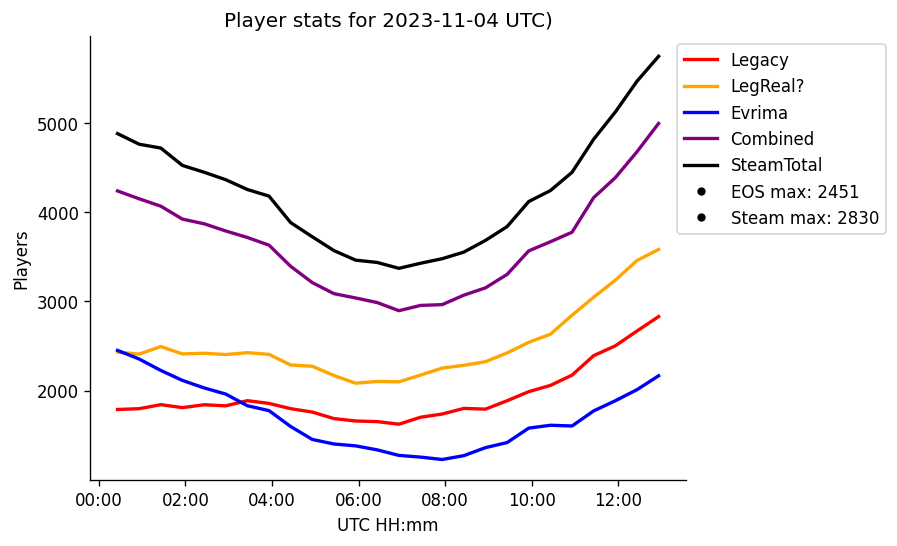 Player stats for 2023-11-04 UTC)
Legacy
LegReal?
Evrima
Combined
SteamTotal
EOS max: 2451
Steam max: 2830
Players
5000
4000
3000
2000
00:00 02:00 04:00 06:00 08:00 10:00 12:00
UTC HH:mm